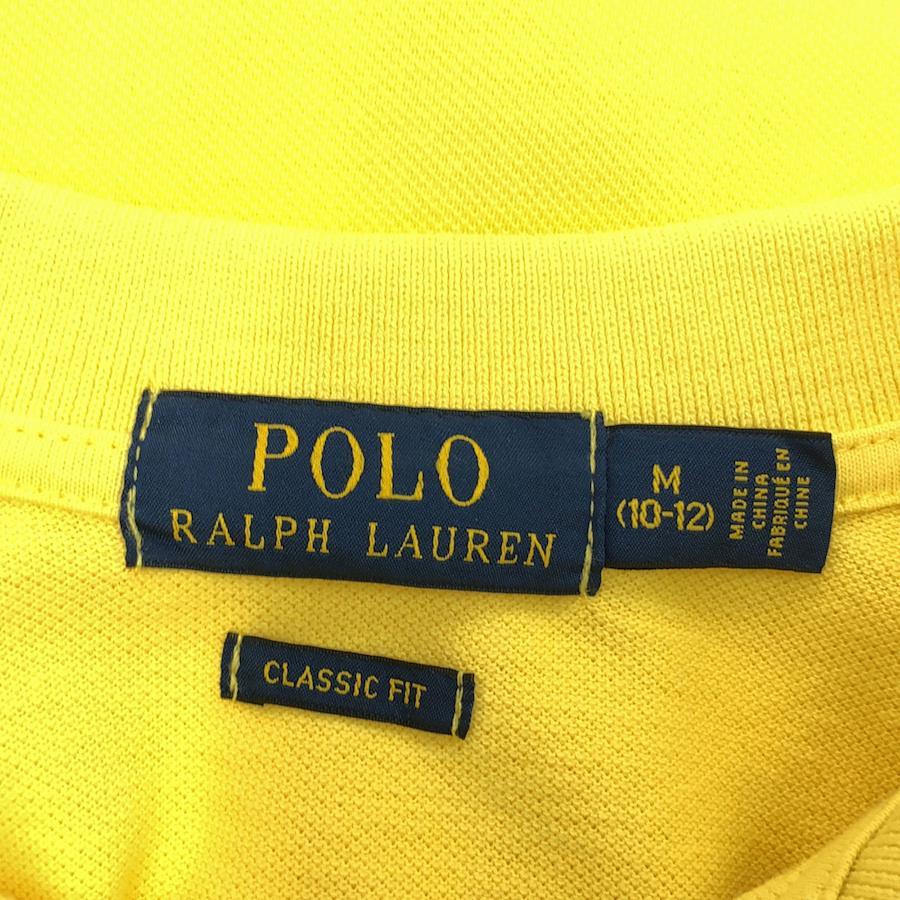 POLO
RALPH LAUREN
M
(10-12)
MADE IN
CHINA
FABRIQUÉ EN
CHINE
CLASSIC FIT